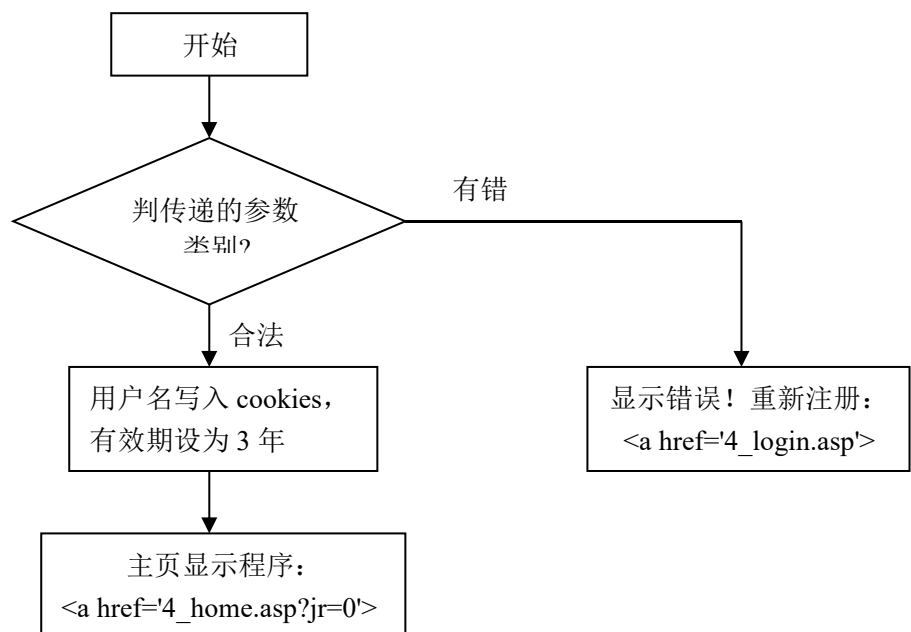 开始
判传递的参数
类别?
有错
合法
用户名写入 cookies，
有效期设为 3 年
显示错误！重新注册：
<a href='4_login.asp'>
主页显示程序：
<a href='4_home.asp?jr=0'>